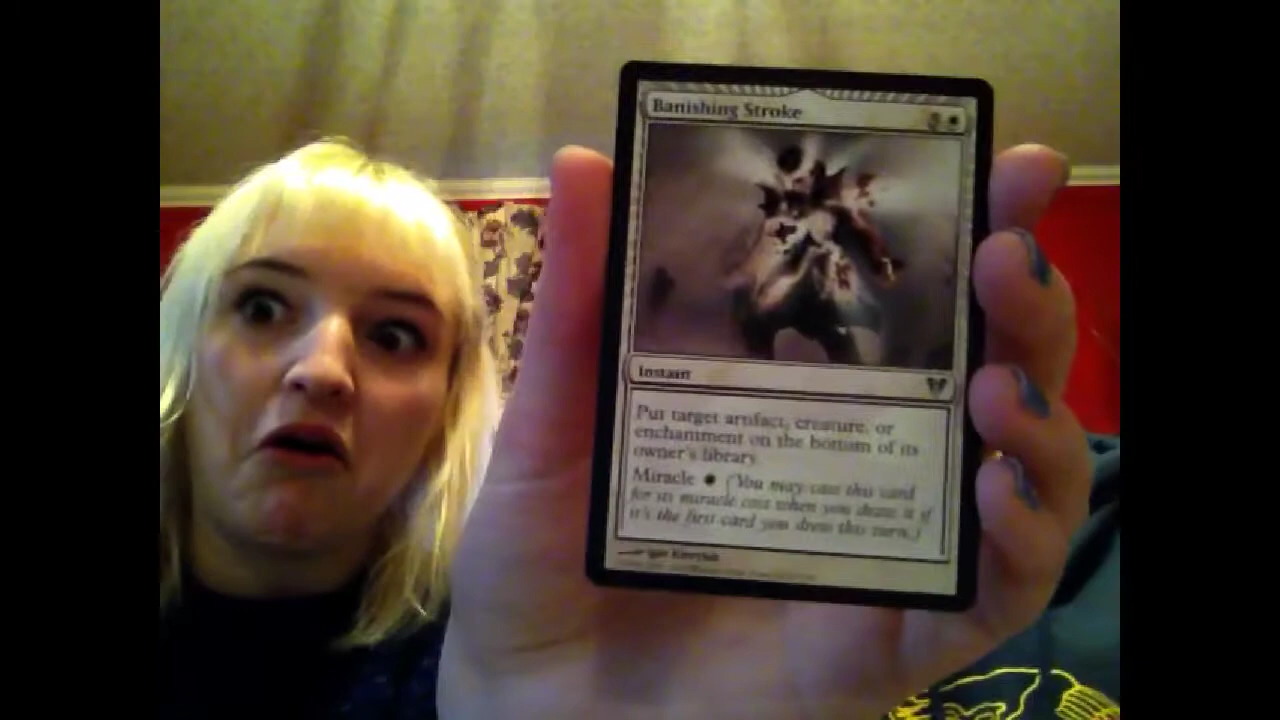 Banishing Stroke
Instant
Put target artifact, creature, or
enchantment on the bottom of its
owner's library.
Miracle (You may cast this card
for its miracle cost when you draw it if
it's the first card you drew this turn.)